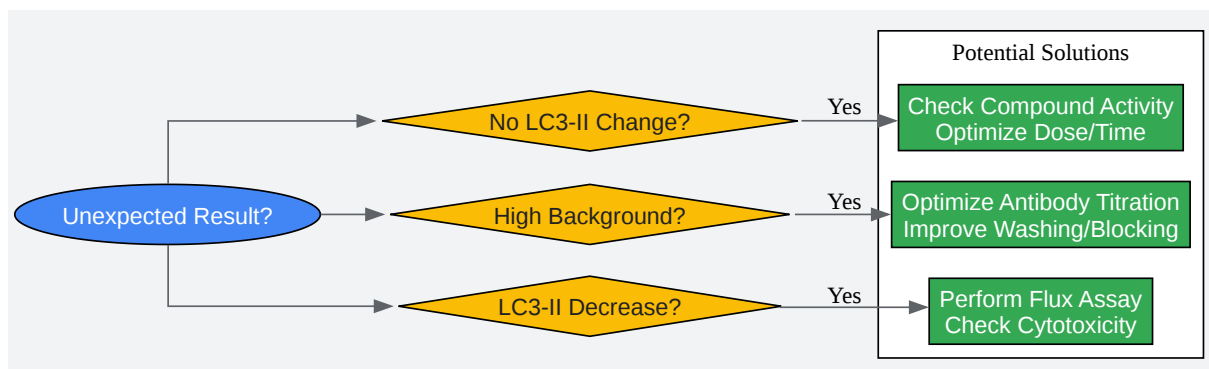 Potential Solutions
No LC3-II Change?
Yes
Check Compound Activity
Optimize Dose/Time
Unexpected Result?
High Background?
Yes
Optimize Antibody Titration
Improve Washing/Blocking
LC3-II Decrease?
Yes
Perform Flux Assay
Check Cytotoxicity